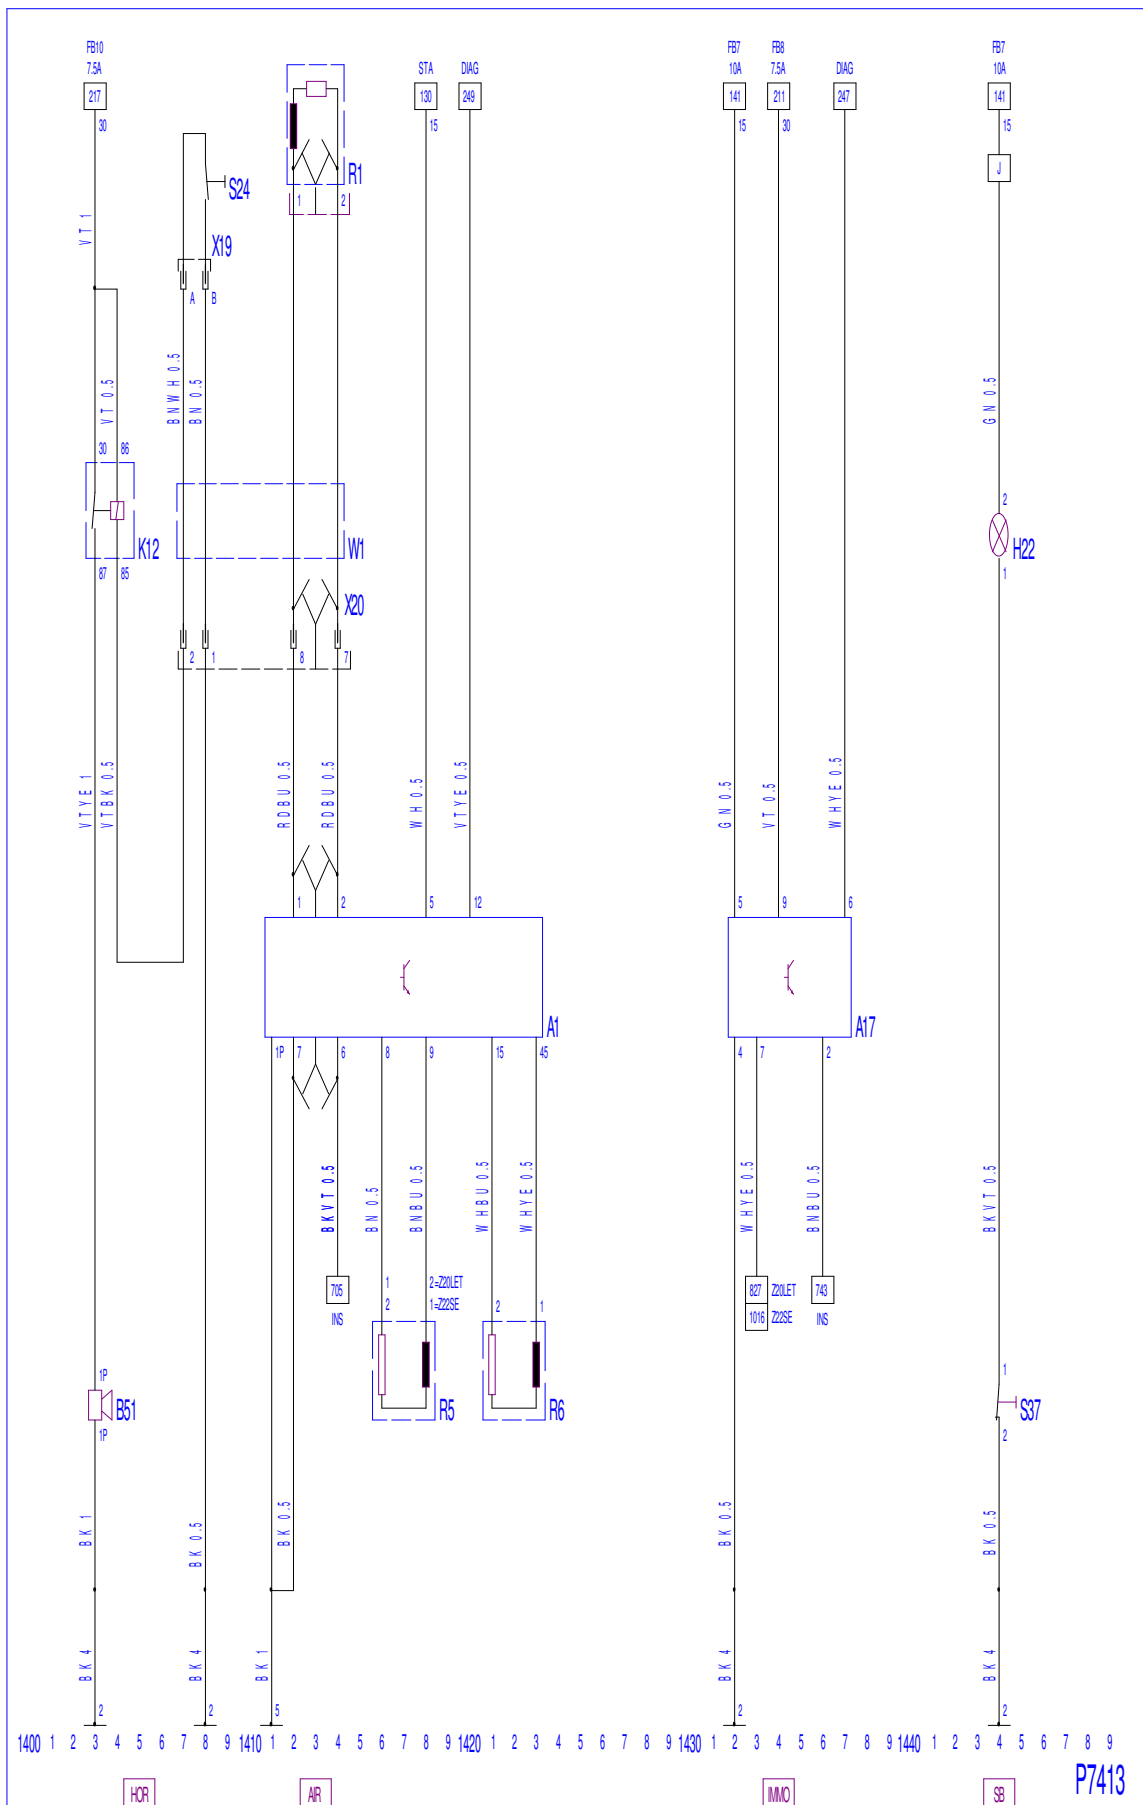 FB10 FB7 FB8 FB7
7.5A STA DIAG 10A 7.5A DIAG 10A
217 130 249 141 211 247 141
30 15 15 30 15
J
R1
S24
1 2
VT 1
X19
A B
BNWH 0.5
BN 0.5
VT 0.5
GN 0.5
30 86
2
K12 W1 H22
87 85 1
X20
2 1 8 7
VTYE 1
VTBK 0.5
RDBU 0.5
RDBU 0.5
WH 0.5
VTYE 0.5
GN 0.5
VT 0.5
WHYE 0.5
1 2 5 12 5 9 6
A1 A17
1P 7 6 8 9 15 45 4 7 2
BKVT 0.5
BN 0.5
BNBU 0.5
WHBU 0.5
WHYE 0.5
WHYE 0.5
BNBU 0.5
BKVT 0.5
705 1 2=Z20LET 827 Z20LET 743
INS 2 1=Z22SE 2 1 1016 Z22SE INS
1P 1
B51 R5 R6 S37
1P 2
BK 1
BK 0.5
BK 0.5
BK 0.5
BK 0.5
BK 4
BK 4
BK 1
BK 4
BK 4
2 2 5 2 2
1400 1 2 3 4 5 6 7 8 9 1410 1 2 3 4 5 6 7 8 9 1420 1 2 3 4 5 6 7 8 9 1430 1 2 3 4 5 6 7 8 9 1440 1 2 3 4 5 6 7 8 9
P7413
HOR AIR IMMO SB